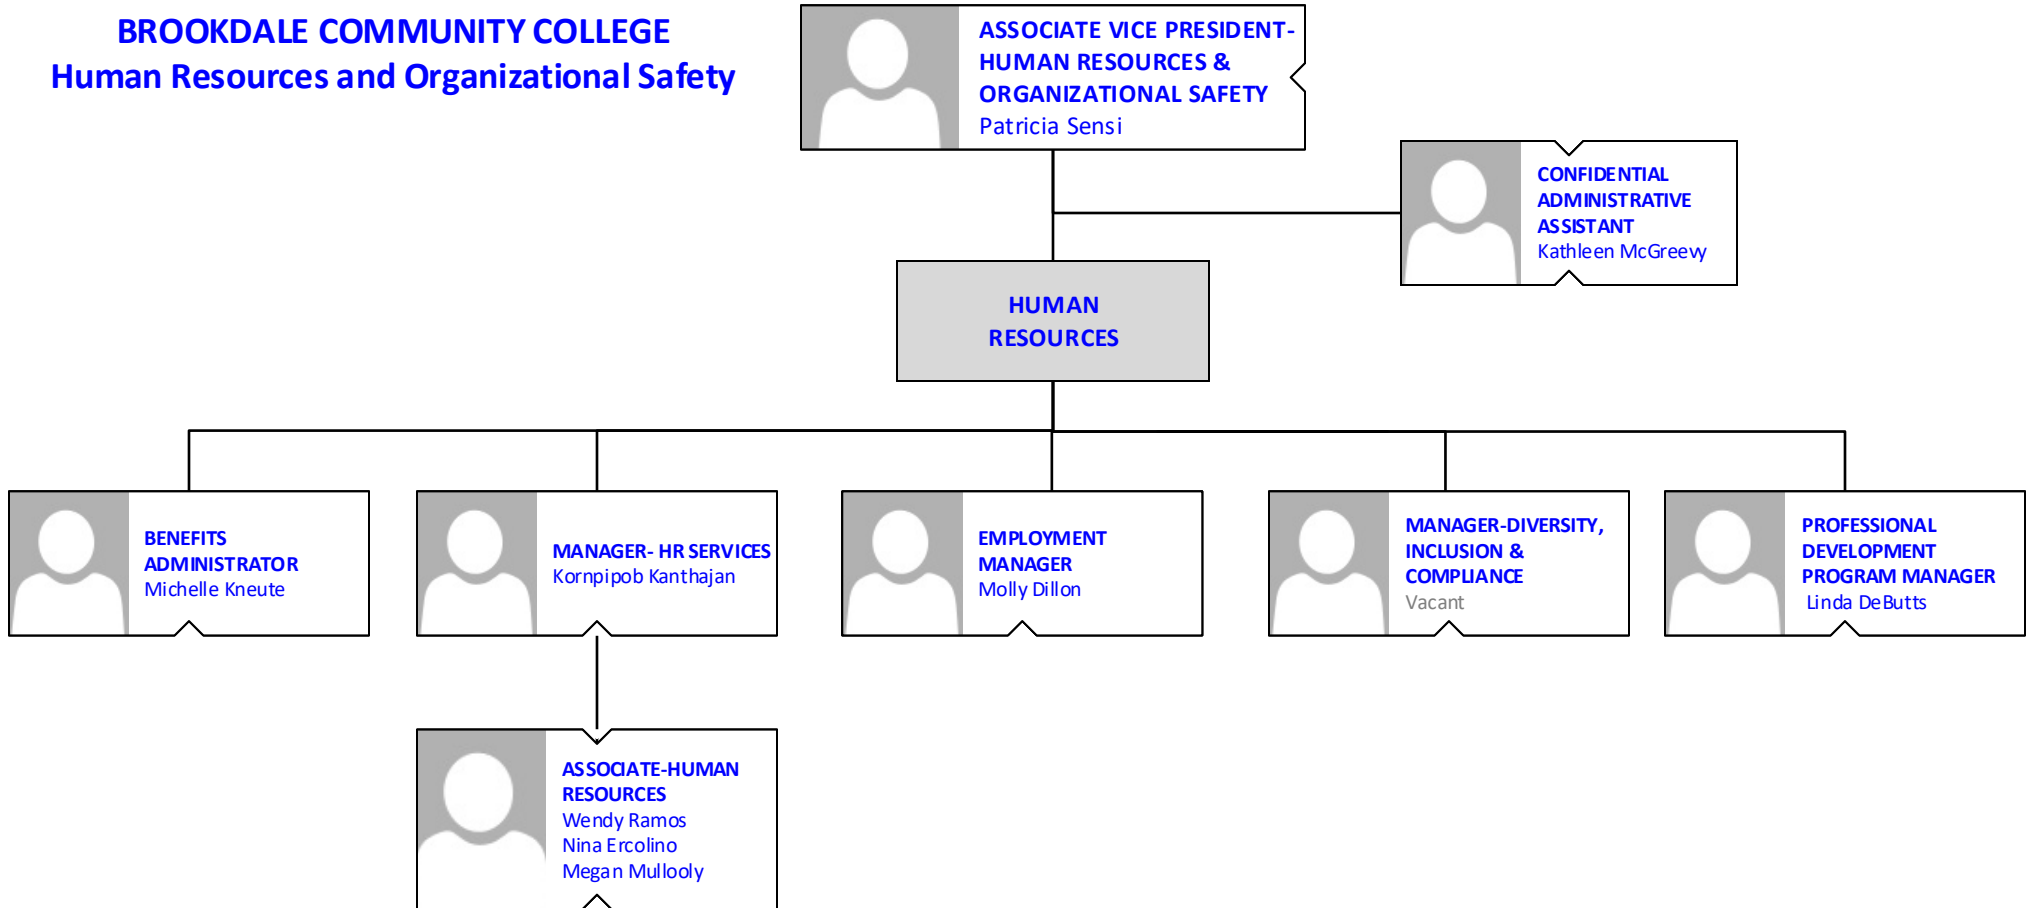 BROOKDALE COMMUNITY COLLEGE
Human Resources and Organizational Safety
ASSOCIATE VICE PRESIDENT-
HUMAN RESOURCES &
ORGANIZATIONAL SAFETY
Patricia Sensi
CONFIDENTIAL
ADMINISTRATIVE
ASSISTANT
Kathleen McGreevy
HUMAN
RESOURCES
BENEFITS
ADMINISTRATOR
Michelle Kneute
MANAGER- HR SERVICES
Kornpipob Kanthajan
EMPLOYMENT
MANAGER
Molly Dillon
MANAGER-DIVERSITY,
INCLUSION &
COMPLIANCE
Vacant
PROFESSIONAL
DEVELOPMENT
PROGRAM MANAGER
Linda DeButts
ASSOCIATE-HUMAN
RESOURCES
Wendy Ramos
Nina Ercolino
Megan Mullooly